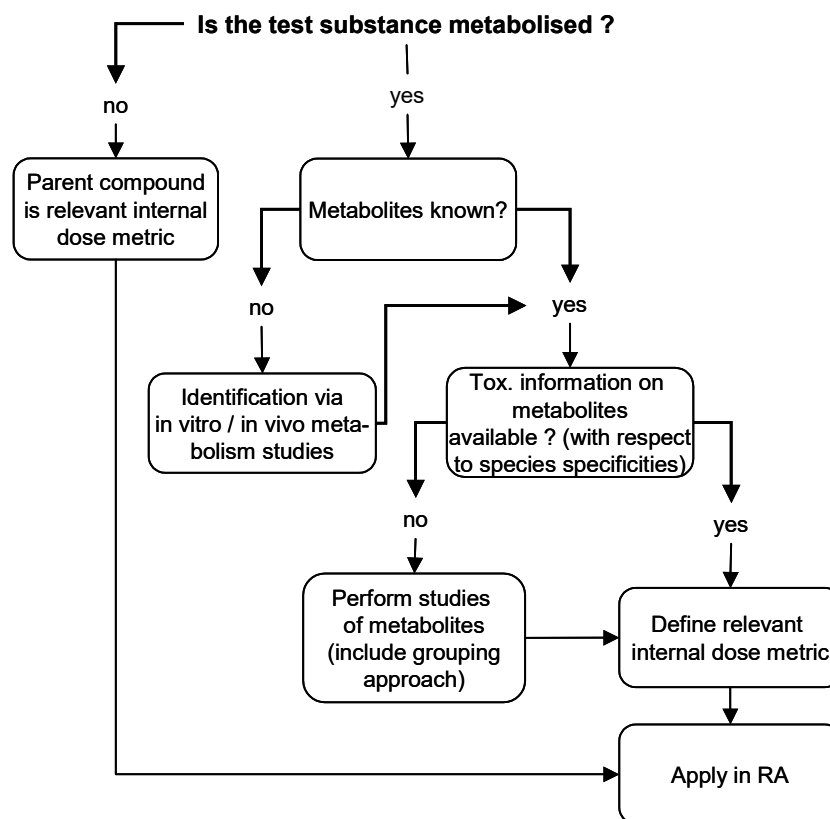 Is the test substance metabolised ?
no
yes
Parent compound
is relevant internal
dose metric
Metabolites known?
no
yes
Identification via
in vitro / in vivo meta-
bolism studies
Tox. information on
metabolites
available ? (with respect
to species specificities)
no
yes
Perform studies
of metabolites
(include grouping
approach)
Define relevant
internal dose metric
Apply in RA